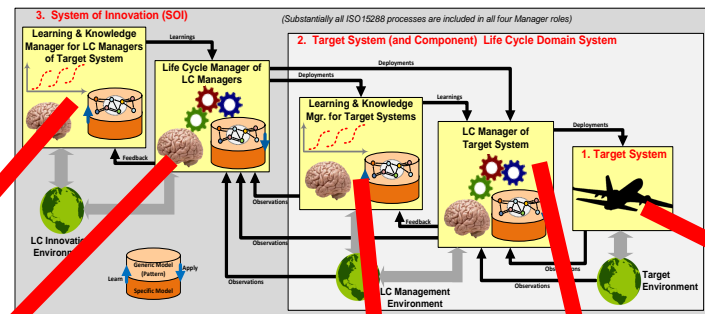 3. System of Innovation (SOI)
(Substantially all ISO15288 processes are included in all four Manager roles)
Learning & Knowledge
Manager for LC Managers
of Target System
Learnings
Life Cycle Manager of
LC Managers
Feedback
LC Innovation
Environ
Generic Model
(Pattern)
Learn
Apply
Specific Model
2. Target System (and Component) Life Cycle Domain System
Deployments
Deployments
Learning & Knowledge
Mgr. for Target Systems
Learnings
LC Manager of
Target System
Deployments
1. Target System
Observations
Feedback
Observations
Observations
LC Management
Environment
Observations
Target
Environment